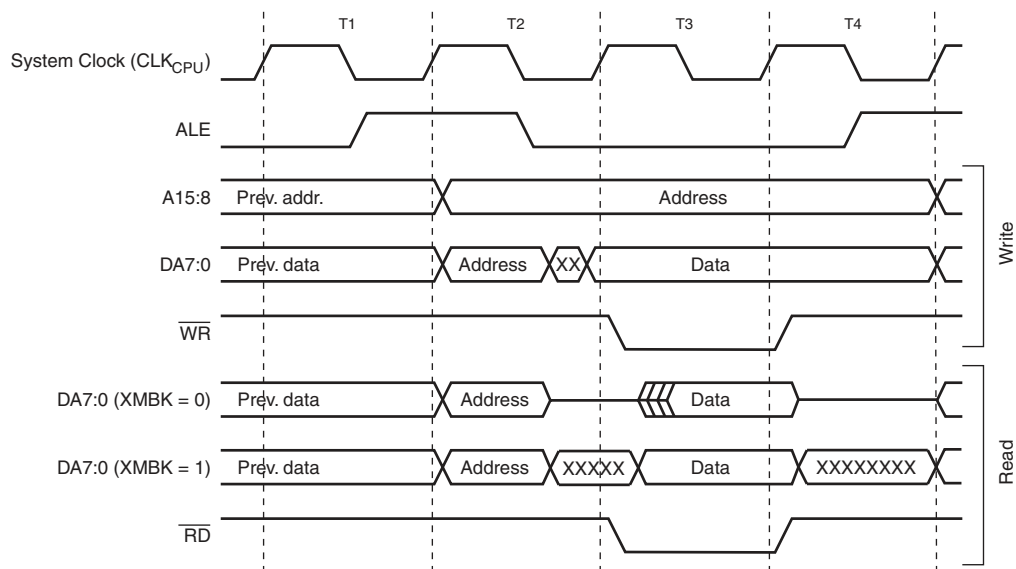 T1 T2 T3 T4
System Clock (CLKCPU)
ALE
A15:8 Prev. addr. Address
DA7:0 Prev. data Address XX Data
WR
Write
DA7:0 (XMBK = 0) Prev. data Address Data
DA7:0 (XMBK = 1) Prev. data Address XXXXX Data XXXXXXXX
RD
Read